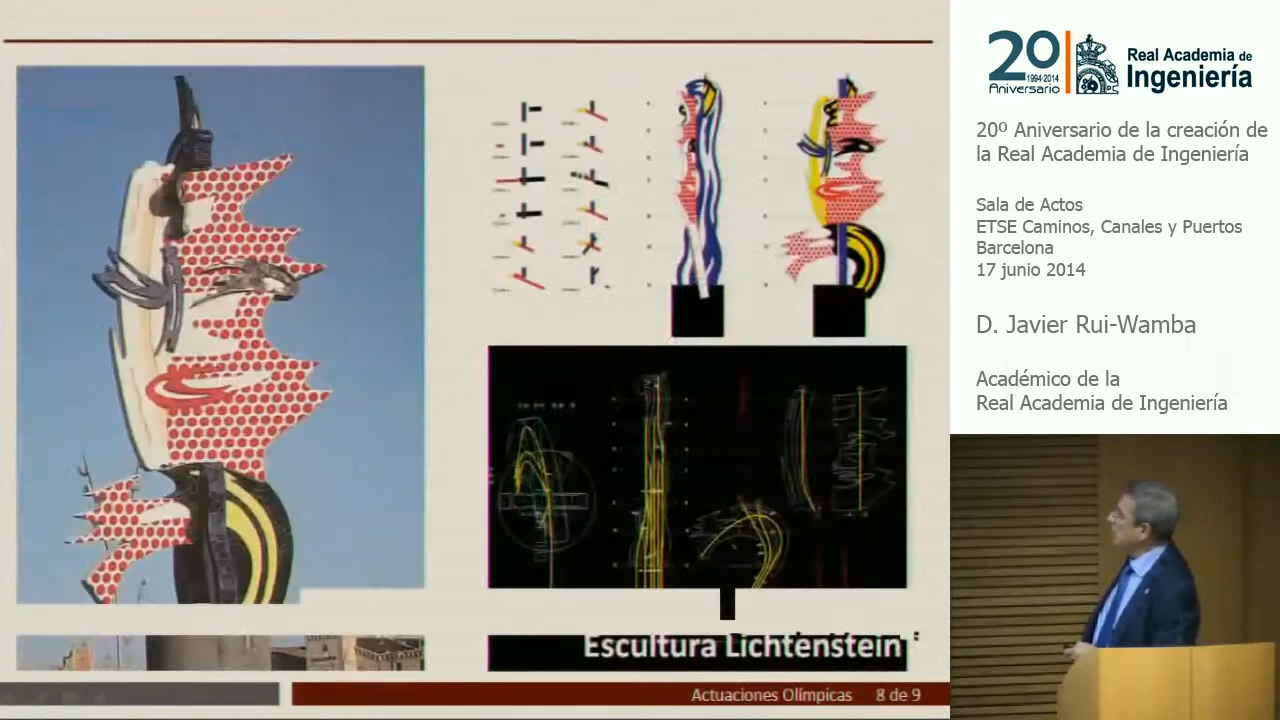 20
1994-2014
Aniversario
Real Academia de
Ingeniería
20º Aniversario de la creación de
la Real Academia de Ingeniería
Sala de Actos
ETSE Caminos, Canales y Puertos
Barcelona
17 junio 2014
D. Javier Rui-Wamba
Académico de la
Real Academia de Ingeniería
Escultura Lichtenstein
Actuaciones Olímpicas 8 de 9